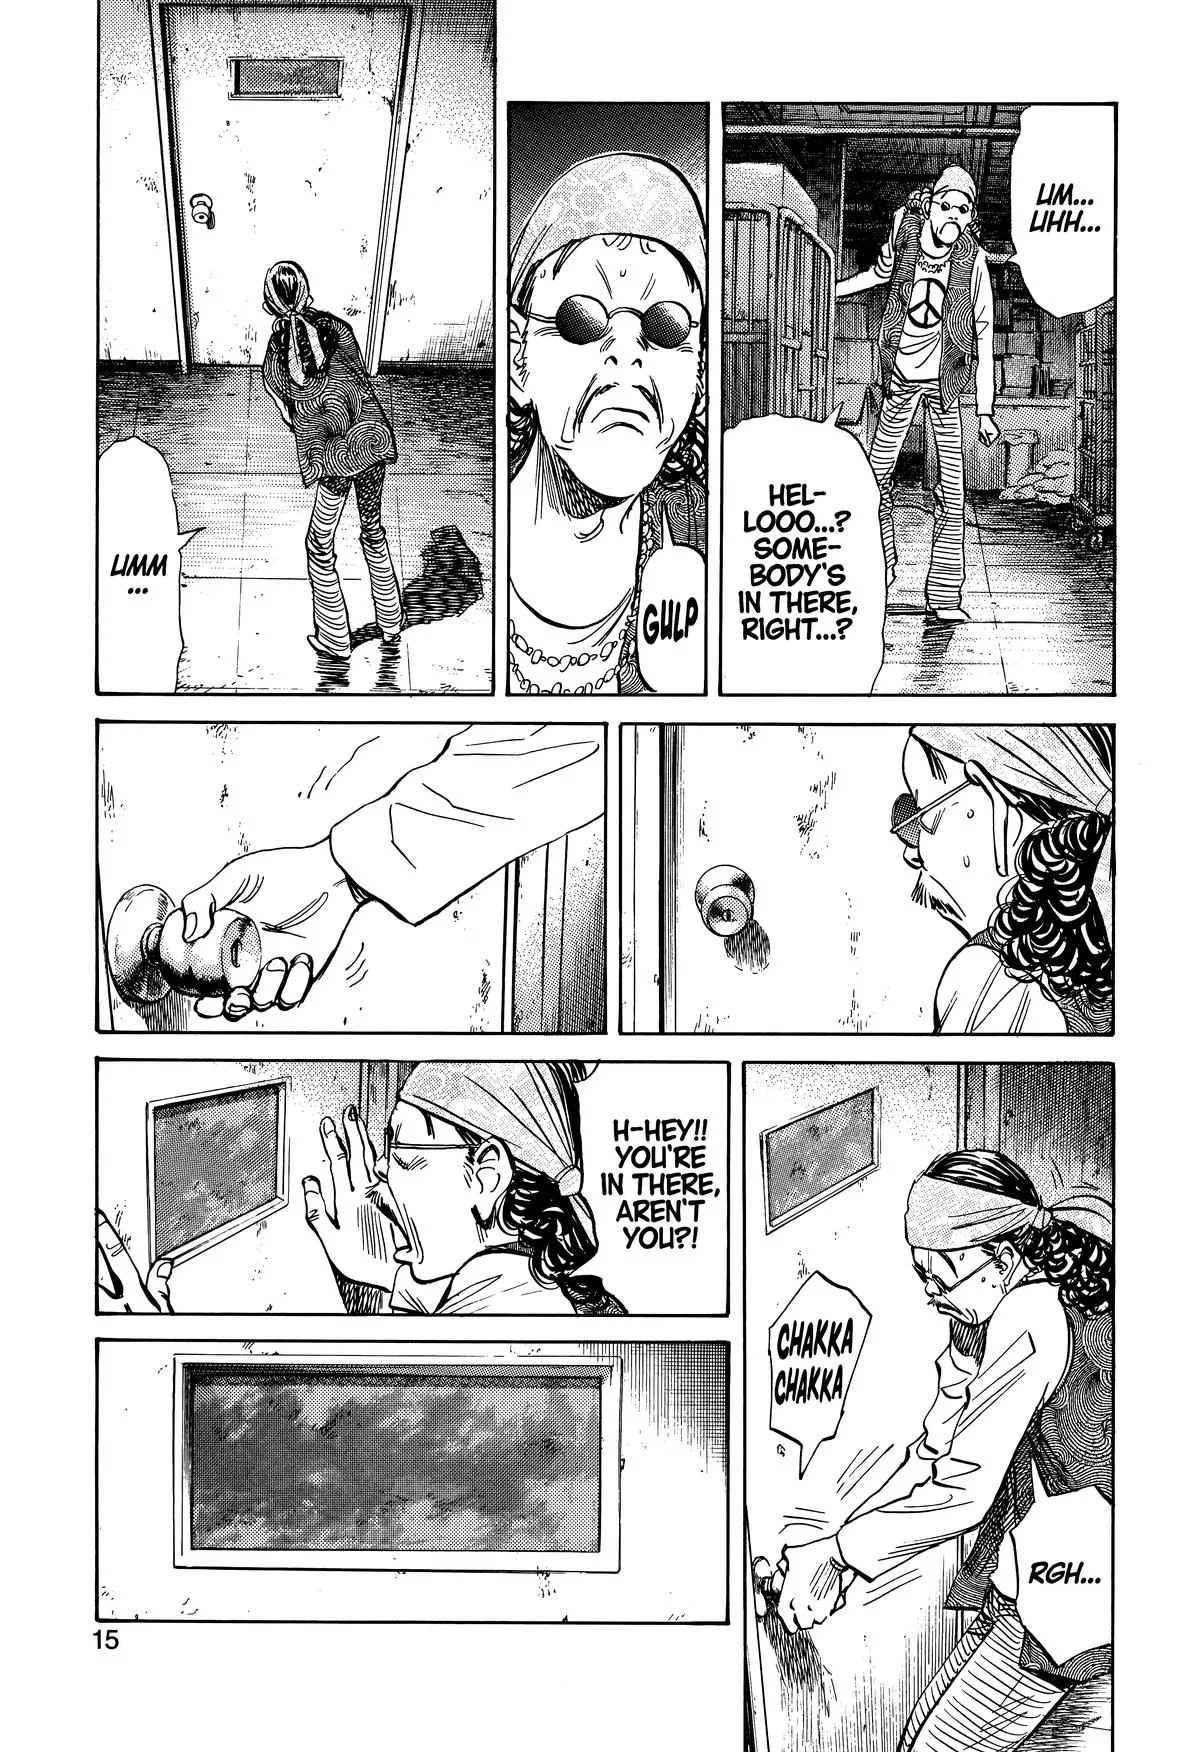 UM...
UHH...
HEL-
LOOO...?
SOME-
BODY'S
IN THERE,
RIGHT...?
GULP
UMM
...
CHAKKA
CHAKKA
RGH...
H-HEY!!
YOU'RE
IN THERE,
AREN'T
YOU?!
15